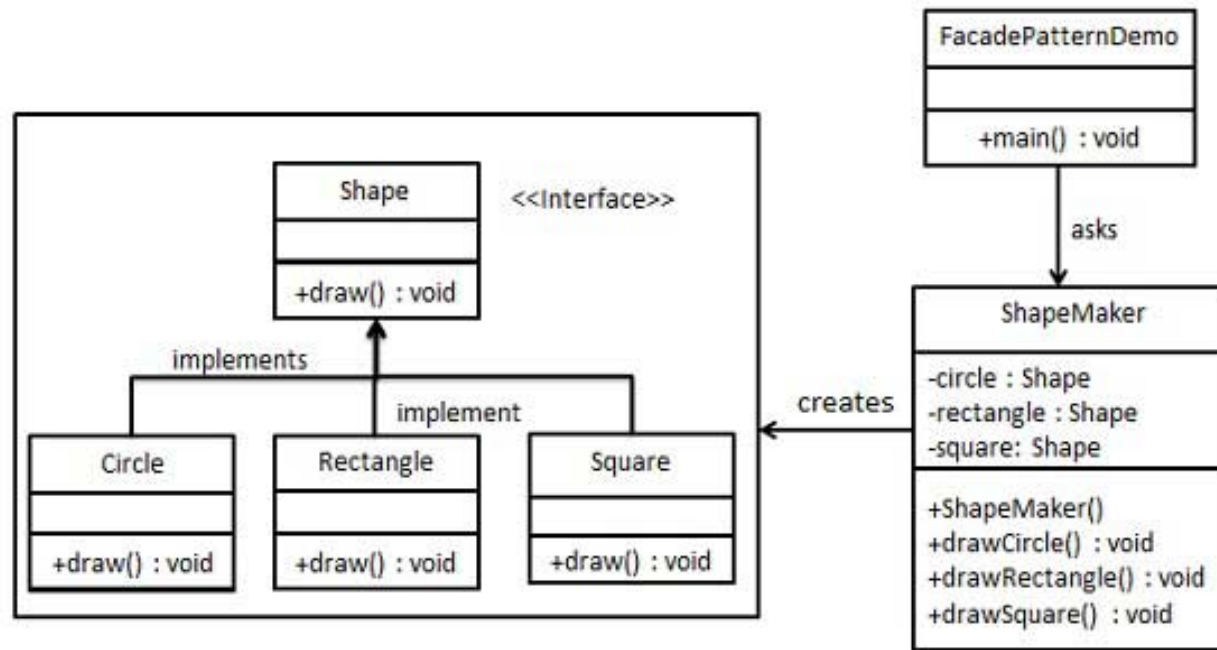 FacadePatternDemo
+main() : void
asks
Shape
<<Interface>>
+draw() : void
implements
implement
Circle
+draw() : void
Rectangle
+draw() : void
Square
+draw() : void
creates
ShapeMaker
-circle : Shape
-rectangle : Shape
-square: Shape
+ShapeMaker()
+drawCircle() : void
+drawRectangle() : void
+drawSquare() : void